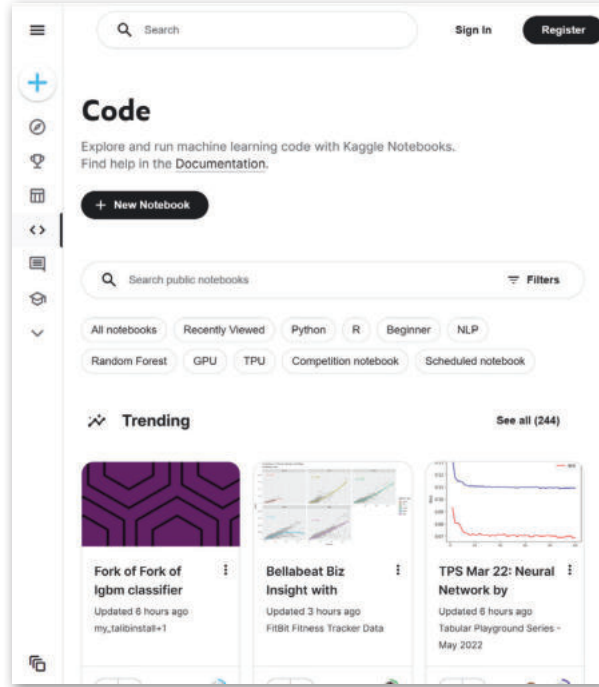 Search
Sign In
Register
Code
Explore and run machine learning code with Kaggle Notebooks.
Find help in the Documentation.
+ New Notebook
Search public notebooks
Filters
All notebooks
Recently Viewed
Python
R
Beginner
NLP
Random Forest
GPU
TPU
Competition notebook
Scheduled notebook
Trending
See all (244)
Fork of Fork of
lgbm classifier
Updated 6 hours ago
my_talibinstall+1
Bellabeat Biz
Insight with
Updated 3 hours ago
FitBit Fitness Tracker Data
TPS Mar 22: Neural
Network by
Updated 6 hours ago
Tabular Playground Series -
May 2022